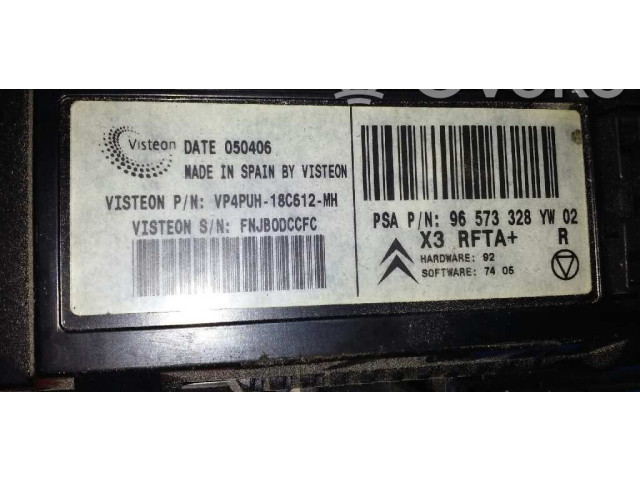 Visteon DATE 050406
MADE IN SPAIN BY VISTEON
VISTEON P/N: VP4PUH-18C612-MH
VISTEON S/N: FNJBODCCFC
PSA P/N: 96 573 328 YW 02
X3 RFTA+ R
HARDWARE: 92
SOFTWARE: 74 05